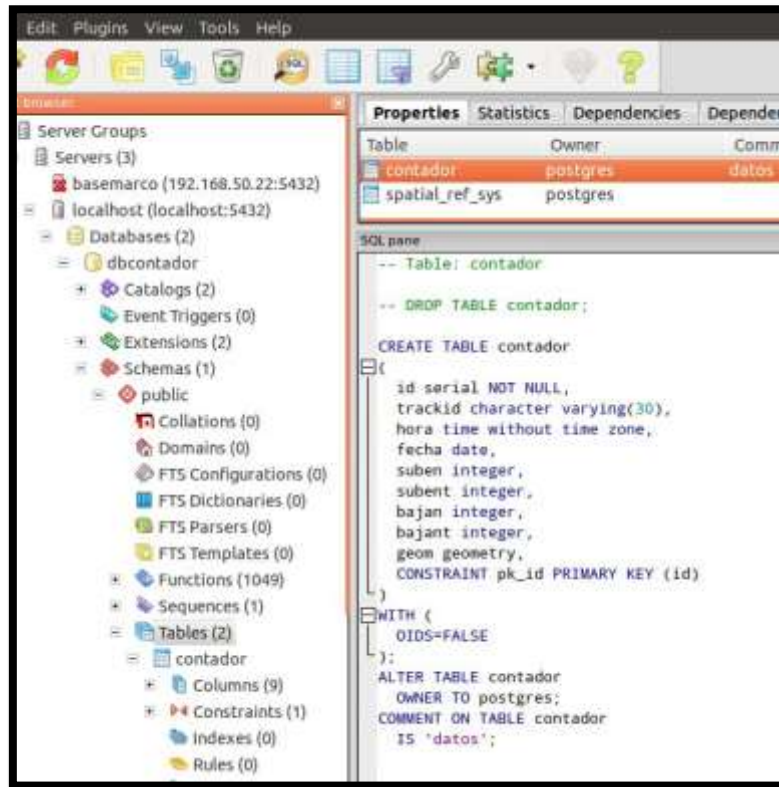 Edit Plugins View Tools Help
Server Groups
Servers (3)
basemarco (192.168.50.22:5432)
localhost (localhost:5432)
Databases (2)
dbcontador
Catalogs (2)
Event Triggers (0)
Extensions (2)
Schemas (1)
public
Collations (0)
Domains (0)
FTS Configurations (0)
FTS Dictionaries (0)
FTS Parsers (0)
FTS Templates (0)
Functions (1049)
Sequences (1)
Tables (2)
contador
Columns (9)
Constraints (1)
Indexes (0)
Rules (0)
Properties Statistics Dependencies Depende
Table Owner Comm
contador postgres datos
spatial_ref_sys postgres
SQL pane
-- Table: contador
-- DROP TABLE contador;
CREATE TABLE contador
(
id serial NOT NULL,
trackid character varying(30),
hora time without time zone,
fecha date,
suben integer,
subent integer,
bajan integer,
bajant integer,
geom geometry,
CONSTRAINT pk_id PRIMARY KEY (id)
)
WITH (
OIDS=FALSE
);
ALTER TABLE contador
OWNER TO postgres;
COMMENT ON TABLE contador
IS 'datos';